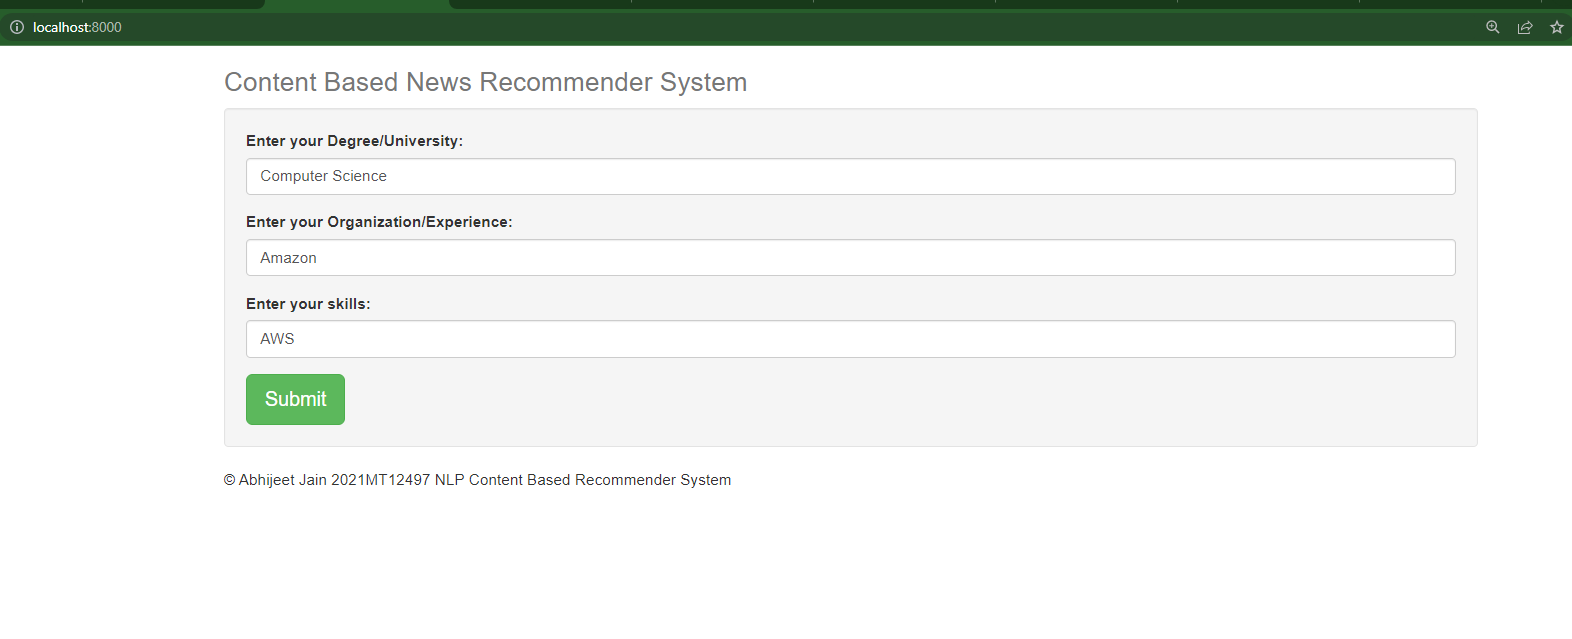 localhost:8000
Content Based News Recommender System
Enter your Degree/University:
Computer Science
Enter your Organization/Experience:
Amazon
Enter your skills:
AWS
Submit
© Abhijeet Jain 2021MT12497 NLP Content Based Recommender System